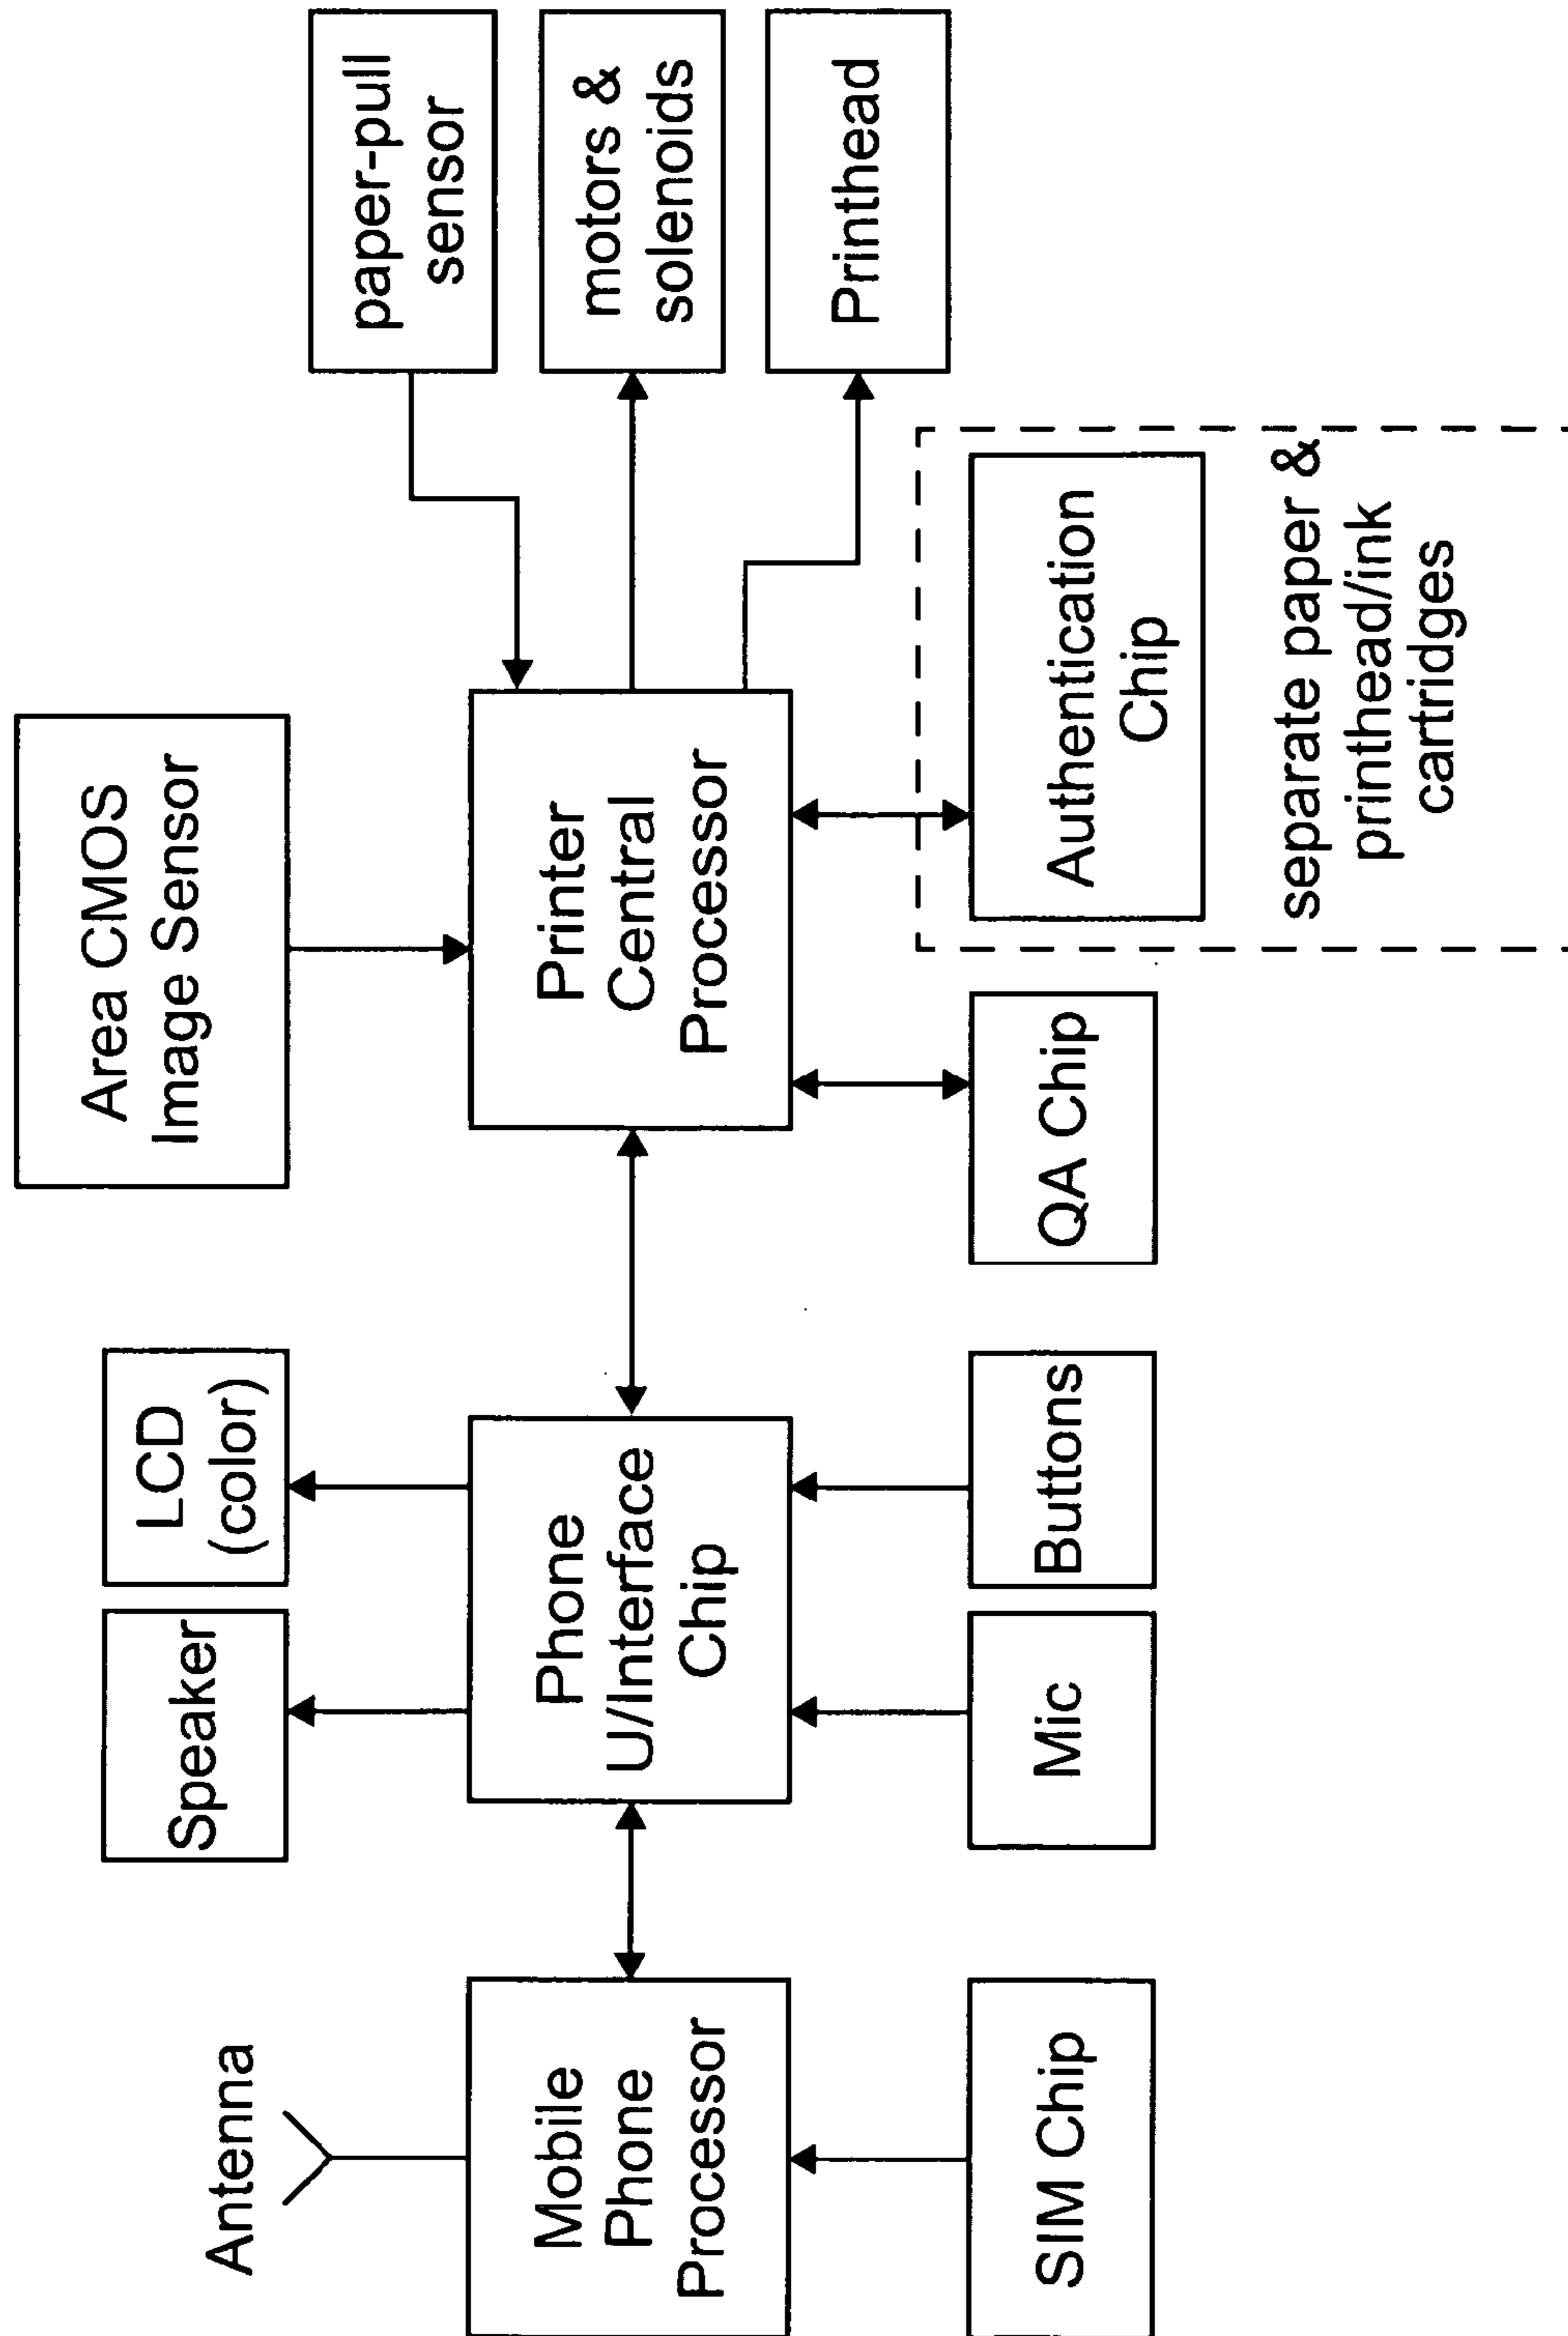 Antenna
Mobile
Phone
Processor
SIM Chip
Speaker
LCD
(color)
Phone
U/Interface
Chip
Mic
Buttons
Area CMOS
Image Sensor
Printer
Central
Processor
QA Chip
Authentication
Chip
separate paper &
printhead/ink
cartridges
paper-pull
sensor
motors &
solenoids
Printhead